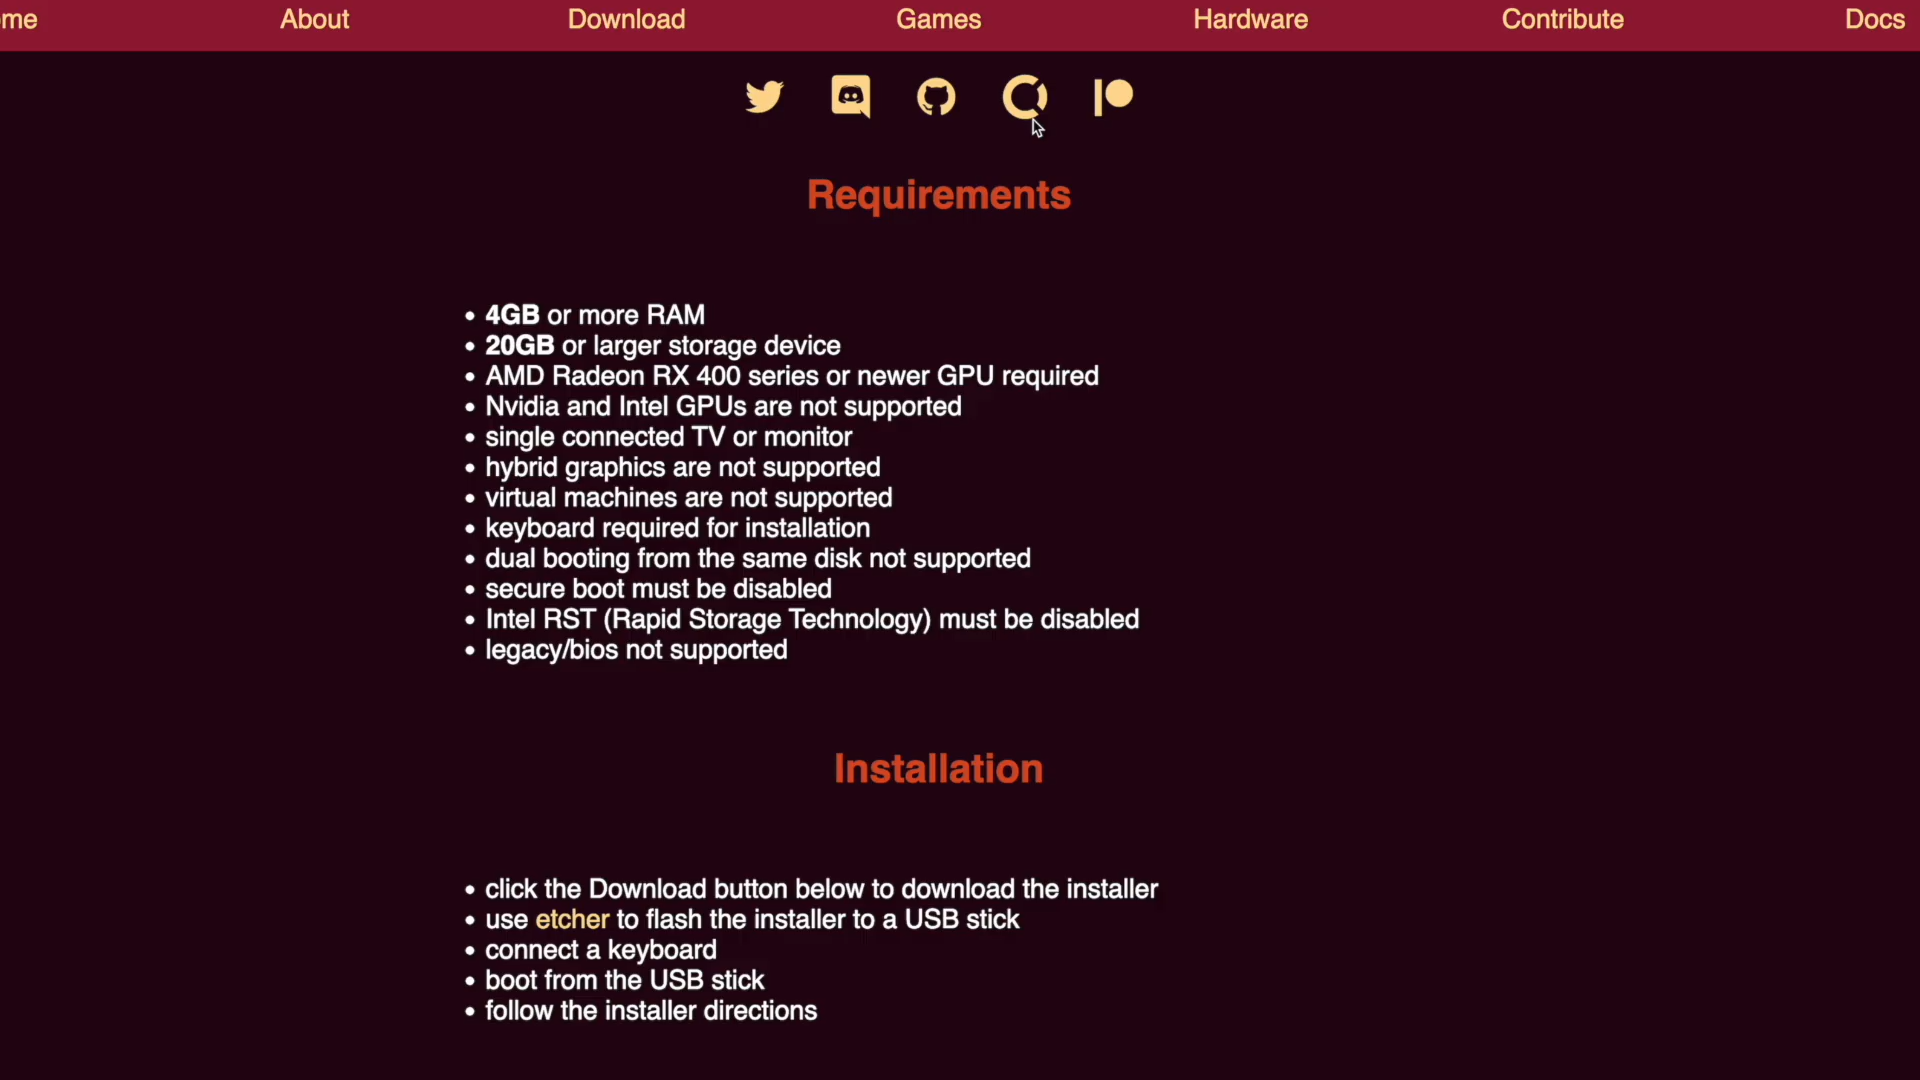 me About Download Games Hardware Contribute Docs
Requirements
• 4GB or more RAM
• 20GB or larger storage device
• AMD Radeon RX 400 series or newer GPU required
• Nvidia and Intel GPUs are not supported
• single connected TV or monitor
• hybrid graphics are not supported
• virtual machines are not supported
• keyboard required for installation
• dual booting from the same disk not supported
• secure boot must be disabled
• Intel RST (Rapid Storage Technology) must be disabled
• legacy/bios not supported
Installation
• click the Download button below to download the installer
• use etcher to flash the installer to a USB stick
• connect a keyboard
• boot from the USB stick
• follow the installer directions